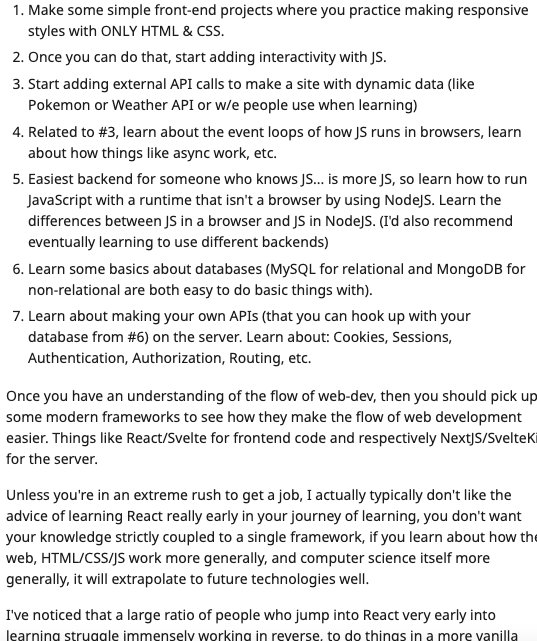 1. Make some simple front-end projects where you practice making responsive
styles with ONLY HTML & CSS.
2. Once you can do that, start adding interactivity with JS.
3. Start adding external API calls to make a site with dynamic data (like
Pokemon or Weather API or w/e people use when learning)
4. Related to #3, learn about the event loops of how JS runs in browsers, learn
about how things like async work, etc.
5. Easiest backend for someone who knows JS... is more JS, so learn how to run
JavaScript with a runtime that isn't a browser by using NodeJS. Learn the
differences between JS in a browser and JS in NodeJS. (I'd also recommend
eventually learning to use different backends)
6. Learn some basics about databases (MySQL for relational and MongoDB for
non-relational are both easy to do basic things with).
7. Learn about making your own APIs (that you can hook up with your
database from #6) on the server. Learn about: Cookies, Sessions,
Authentication, Authorization, Routing, etc.
Once you have an understanding of the flow of web-dev, then you should pick up
some modern frameworks to see how they make the flow of web development
easier. Things like React/Svelte for frontend code and respectively NextJS/SvelteKi
for the server.
Unless you're in an extreme rush to get a job, I actually typically don't like the
advice of learning React really early in your journey of learning, you don't want
your knowledge strictly coupled to a single framework, if you learn about how the
web, HTML/CSS/JS work more generally, and computer science itself more
generally, it will extrapolate to future technologies well.
I've noticed that a large ratio of people who jump into React very early into
learning struggle immensely working in reverse, to do things in a more vanilla